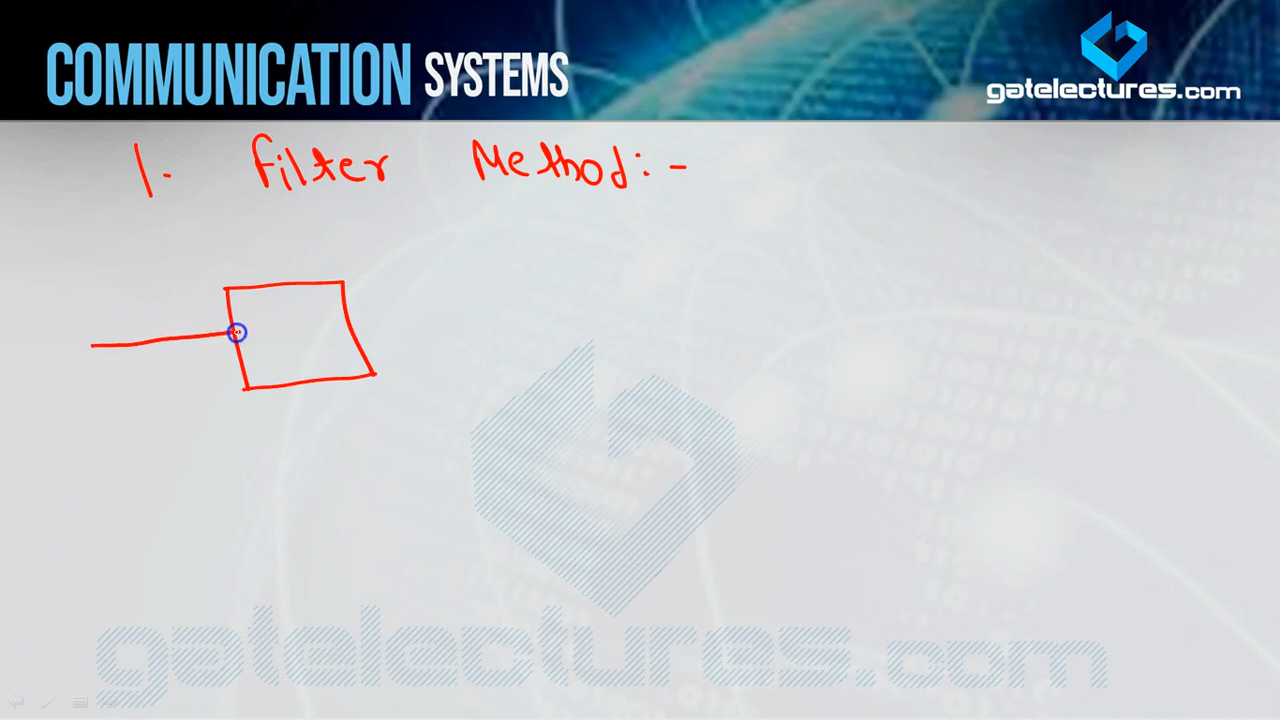 COMMUNICATION SYSTEMS
gatelectures.com
1. Filter Method:-
gatelectures.com